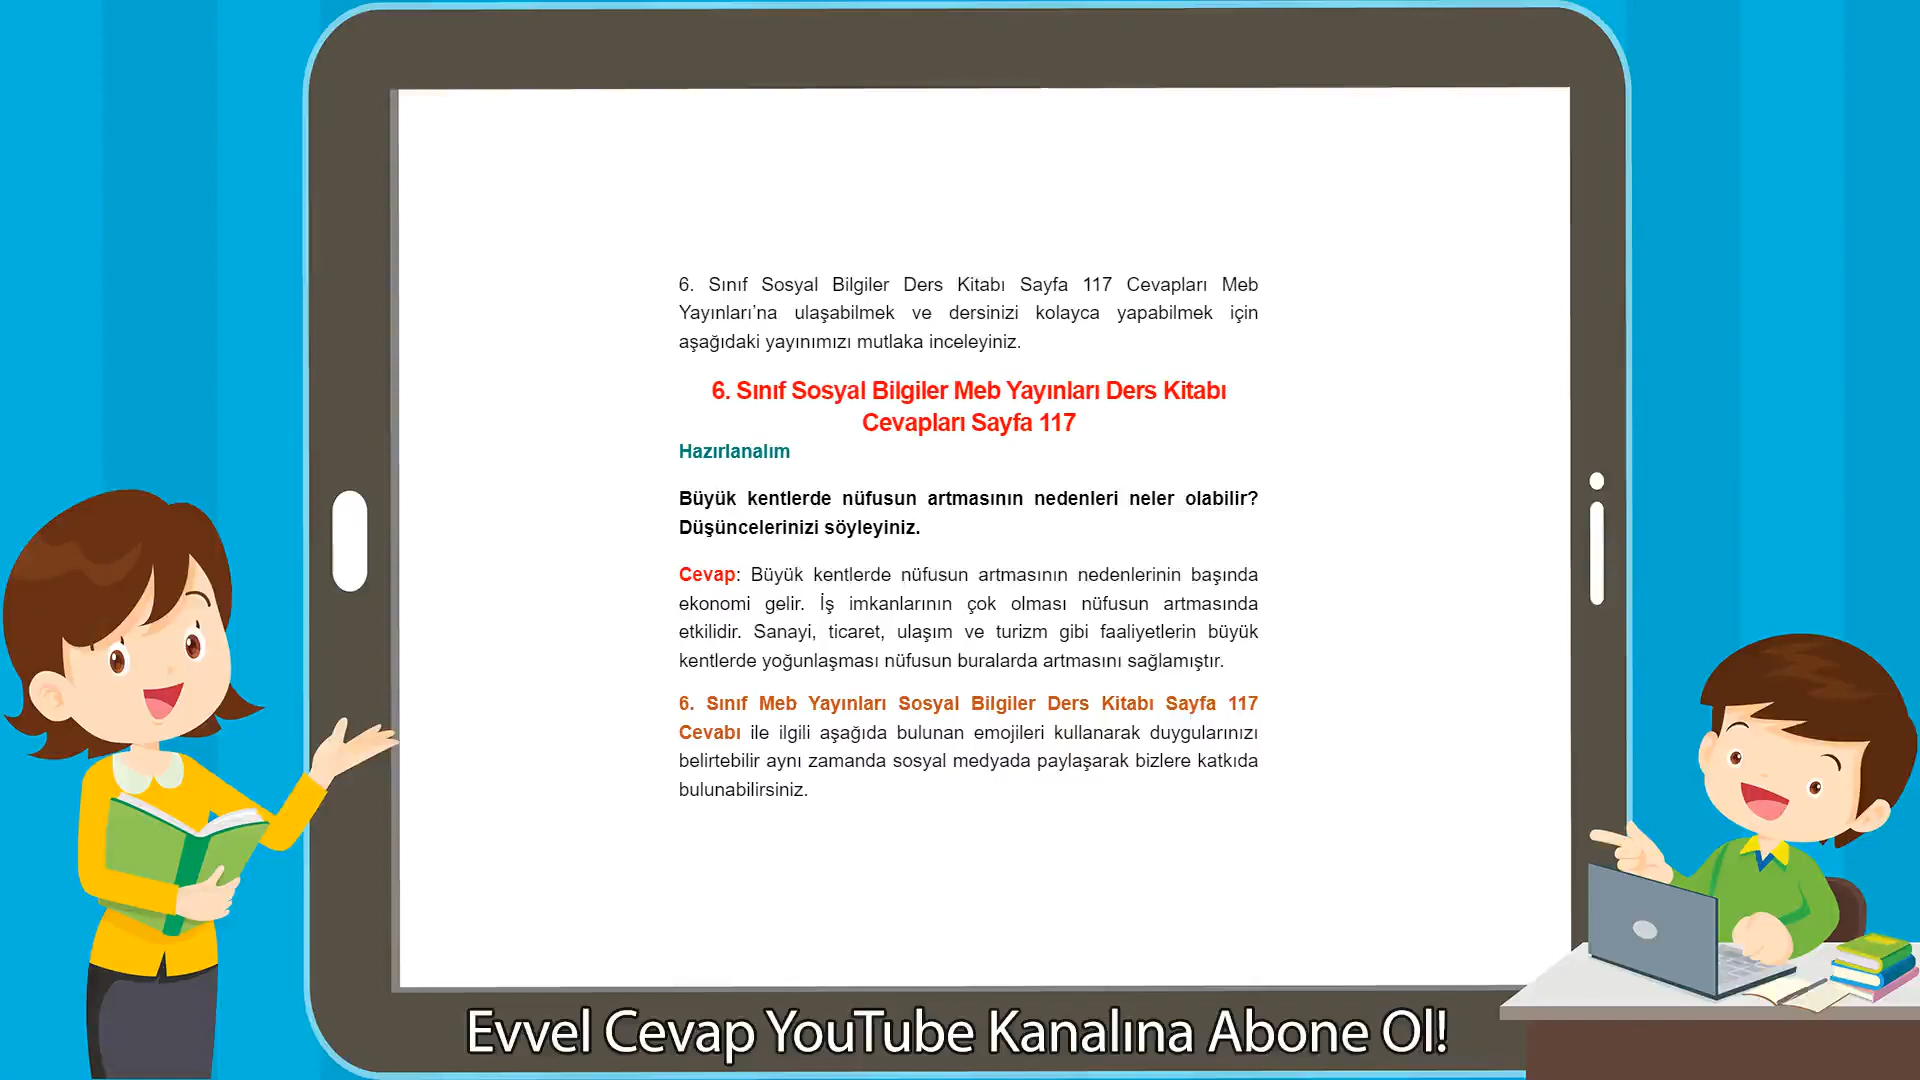 6. Sınıf Sosyal Bilgiler Ders Kitabı Sayfa 117 Cevapları Meb
Yayınları’na ulaşabilmek ve dersinizi kolayca yapabilmek için
aşağıdaki yayınımızı mutlaka inceleyiniz.
6. Sınıf Sosyal Bilgiler Meb Yayınları Ders Kitabı
Cevapları Sayfa 117
Hazırlanalım
Büyük kentlerde nüfusun artmasının nedenleri neler olabilir?
Düşüncelerinizi söyleyiniz.
Cevap: Büyük kentlerde nüfusun artmasının nedenlerinin başında
ekonomi gelir. İş imkanlarının çok olması nüfusun artmasında
etkilidir. Sanayi, ticaret, ulaşım ve turizm gibi faaliyetlerin büyük
kentlerde yoğunlaşması nüfusun buralarda artmasını sağlamıştır.
6. Sınıf Meb Yayınları Sosyal Bilgiler Ders Kitabı Sayfa 117
Cevabı ile ilgili aşağıda bulunan emojileri kullanarak duygularınızı
belirtebilir aynı zamanda sosyal medyada paylaşarak bizlere katkıda
bulunabilirsiniz.
Evvel Cevap YouTube Kanalına Abone Ol!